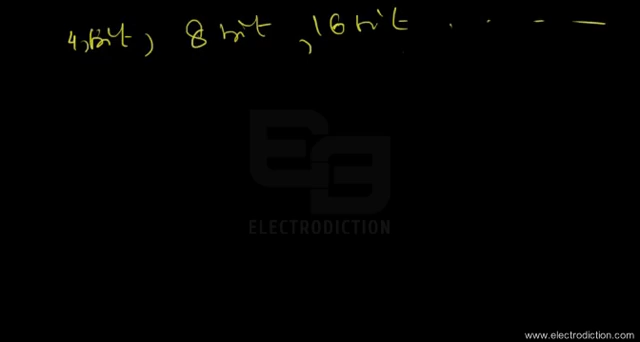 4,bit, 8 bit, 16 bit . . - —
ELECTRODICTION
www.electrodiction.com